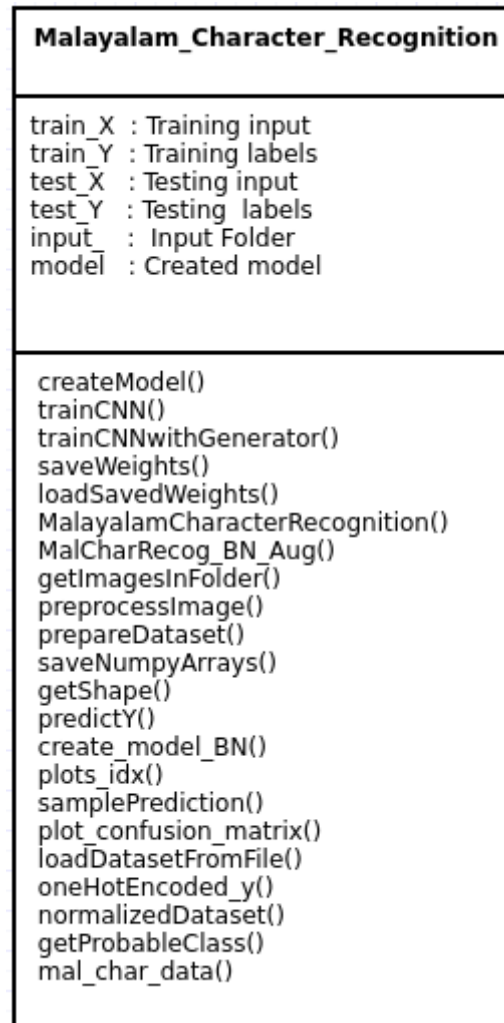 Malayalam_Character_Recognition
train_X : Training input
train_Y : Training labels
test_X : Testing input
test_Y : Testing labels
input_ : Input Folder
model : Created model
createModel()
trainCNN()
trainCNNwithGenerator()
saveWeights()
loadSavedWeights()
MalayalamCharacterRecognition()
MalCharRecog_BN_Aug()
getImagesInFolder()
preprocessImage()
prepareDataset()
saveNumpyArrays()
getShape()
predictY()
create_model_BN()
plots_idx()
samplePrediction()
plot_confusion_matrix()
loadDatasetFromFile()
oneHotEncoded_y()
normalizedDataset()
getProbableClass()
mal_char_data()